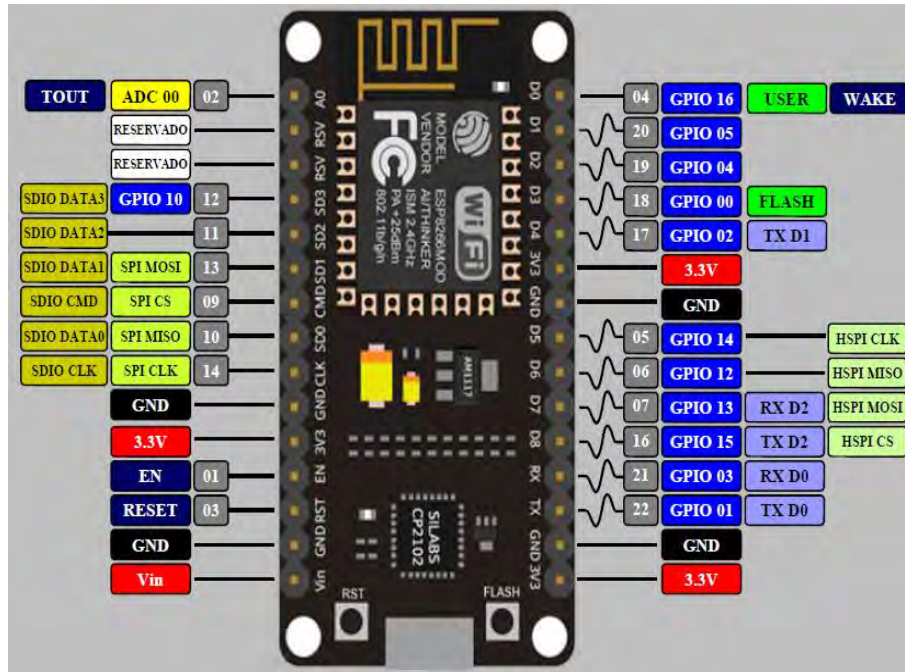 TOUT ADC 00 02 A0 D0 04 GPIO 16 USER WAKE
RESERVADO RSV D1 20 GPIO 05
RESERVADO RSV D2 19 GPIO 04
SDIO DATA3 GPIO 10 12 SD3 D3 18 GPIO 00 FLASH
SDIO DATA2 11 SD2 D4 17 GPIO 02 TX D1
SDIO DATA1 SPI MOSI 13 SD1 3V3 3.3V
SDIO CMD SPI CS 09 CMD GND GND
SDIO DATA0 SPI MISO 10 SDO D5 05 GPIO 14 HSPI CLK
SDIO CLK SPI CLK 14 CLK D6 06 GPIO 12 HSPI MISO
GND GND D7 07 GPIO 13 RX D2 HSPI MOSI
3.3V 3V3 D8 16 GPIO 15 TX D2 HSPI CS
EN 01 EN RX 21 GPIO 03 RX D0
RESET 03 RST TX 22 GPIO 01 TX D0
GND GND GND GND
Vin Vin 3V3 3.3V
MODEL ESP8266MOD
VENDOR AI/THINKER
ISM 2.4GHz
PA +25dBm
802.11b/g/n
FC
WiFi
AM1117
SILABS
CP2102
RST
FLASH